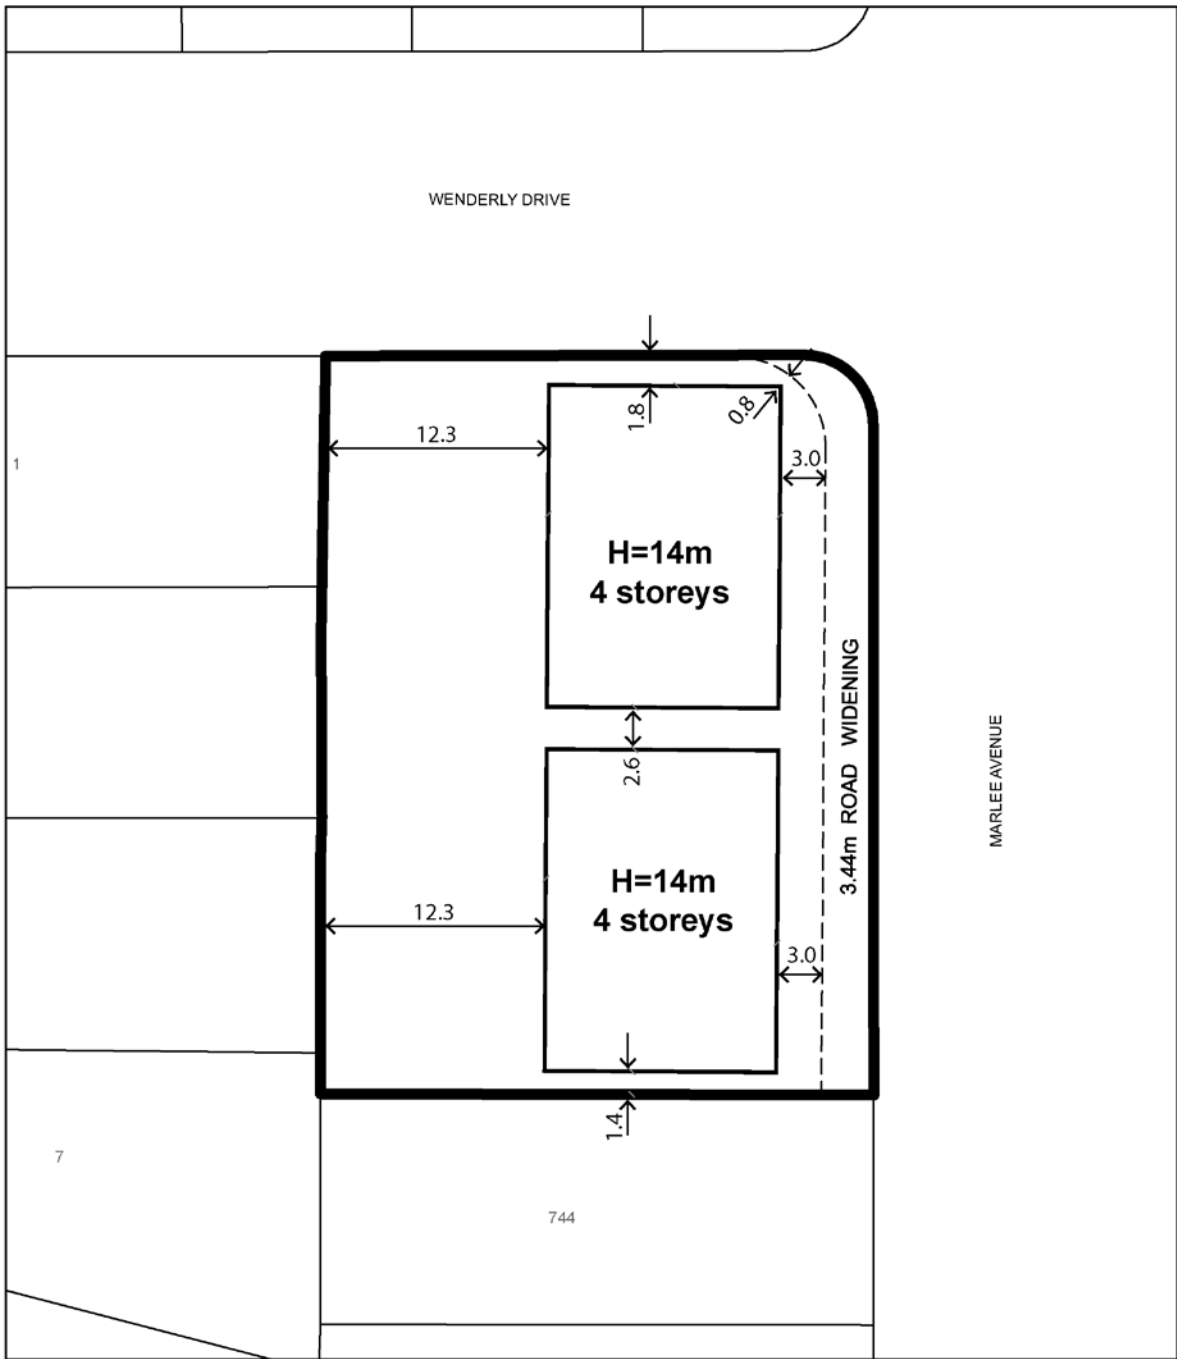 WENDERLY DRIVE
1.8
0.8
12.3
3.0
1
H=14m
4 storeys
3.44m ROAD WIDENING
MARLEE AVENUE
2.6
H=14m
4 storeys
12.3
3.0
1.4
7
744